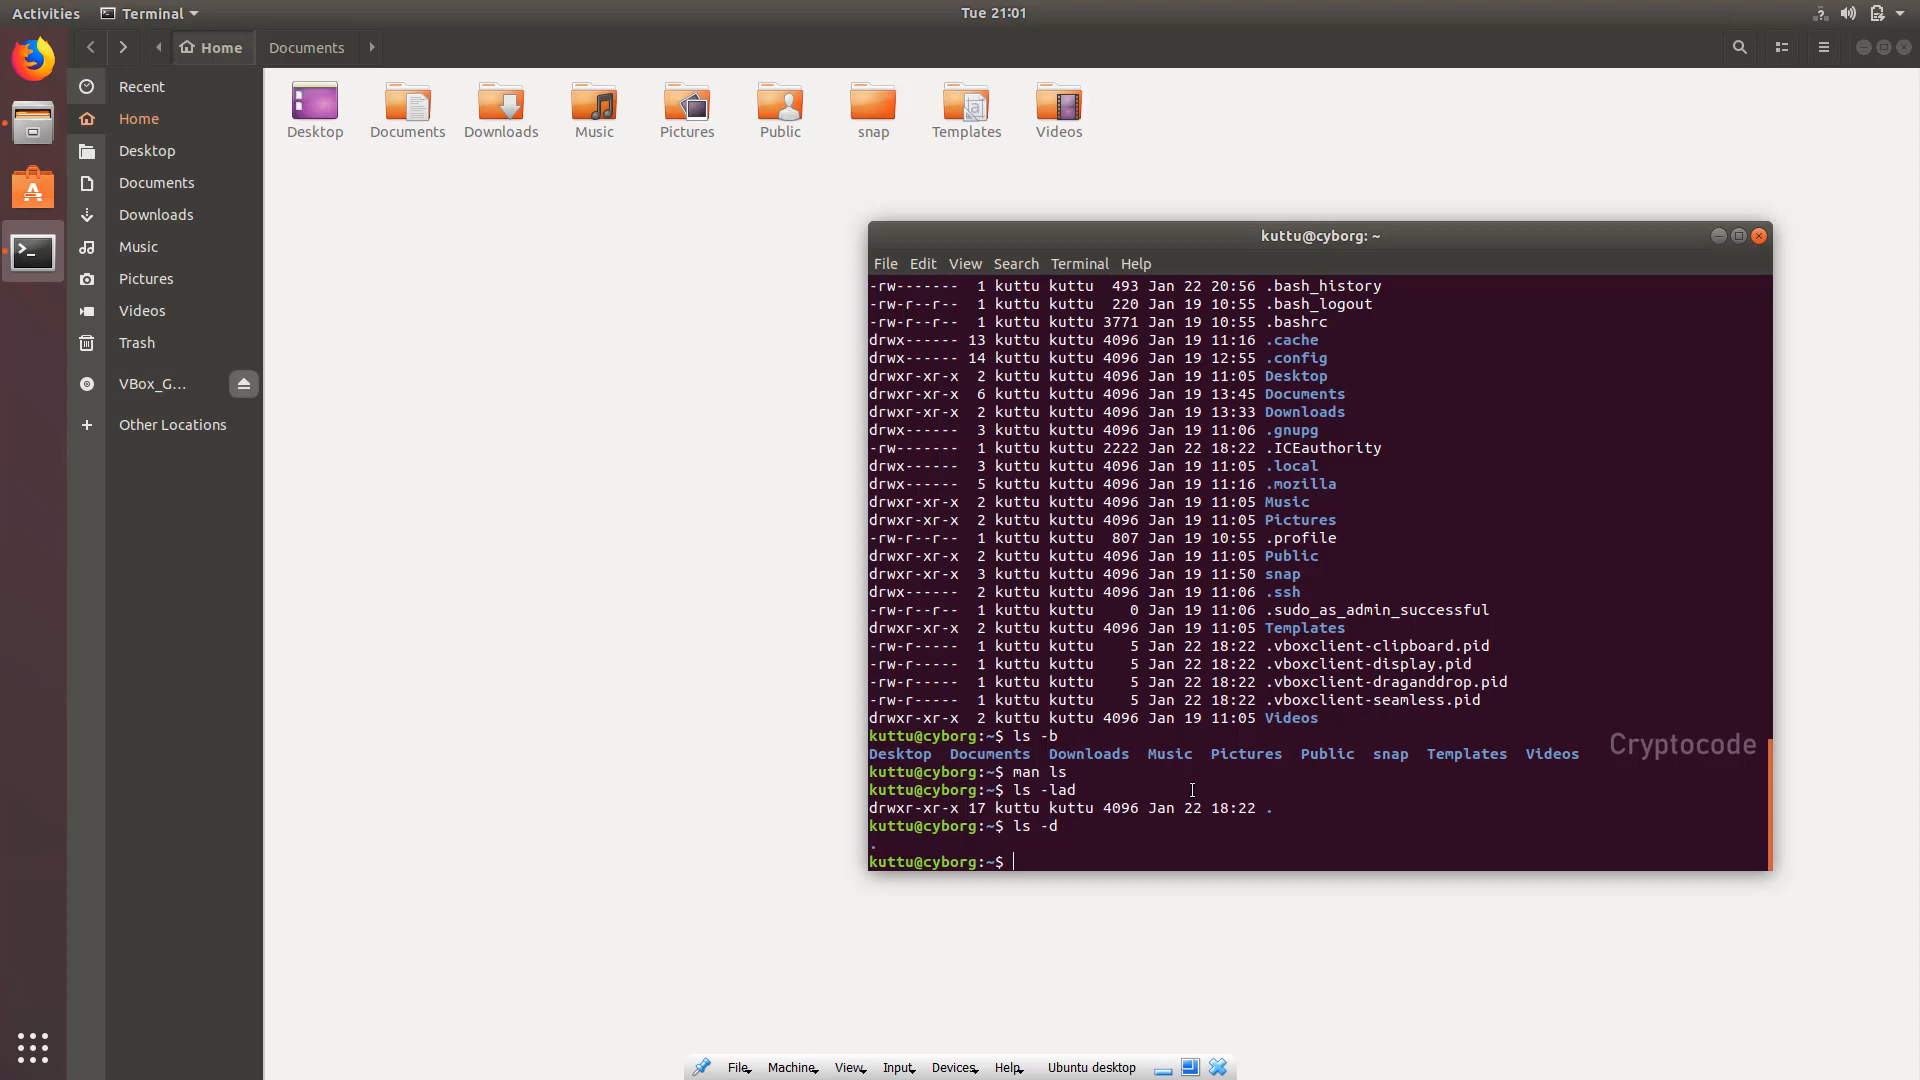 Activities Terminal Tue 21:01
Home Documents
Recent
Home
Desktop
Documents
Downloads
Music
Pictures
Videos
Trash
VBox_G...
Other Locations
Desktop Documents Downloads Music Pictures Public snap Templates Videos
kuttu@cyborg: ~
File Edit View Search Terminal Help
-rw------- 1 kuttu kuttu 493 Jan 22 20:56 .bash_history
-rw-r--r-- 1 kuttu kuttu 220 Jan 19 10:55 .bash_logout
-rw-r--r-- 1 kuttu kuttu 3771 Jan 19 10:55 .bashrc
drwx------ 13 kuttu kuttu 4096 Jan 19 11:16 .cache
drwx------ 14 kuttu kuttu 4096 Jan 19 12:55 .config
drwxr-xr-x 2 kuttu kuttu 4096 Jan 19 11:05 Desktop
drwxr-xr-x 6 kuttu kuttu 4096 Jan 19 13:45 Documents
drwxr-xr-x 2 kuttu kuttu 4096 Jan 19 13:33 Downloads
drwx------ 3 kuttu kuttu 4096 Jan 19 11:06 .gnupg
-rw------- 1 kuttu kuttu 2222 Jan 22 18:22 .ICEauthority
drwx------ 3 kuttu kuttu 4096 Jan 19 11:05 .local
drwx------ 5 kuttu kuttu 4096 Jan 19 11:16 .mozilla
drwxr-xr-x 2 kuttu kuttu 4096 Jan 19 11:05 Music
drwxr-xr-x 2 kuttu kuttu 4096 Jan 19 11:05 Pictures
-rw-r--r-- 1 kuttu kuttu 807 Jan 19 10:55 .profile
drwxr-xr-x 2 kuttu kuttu 4096 Jan 19 11:05 Public
drwxr-xr-x 3 kuttu kuttu 4096 Jan 19 11:50 snap
drwx------ 2 kuttu kuttu 4096 Jan 19 11:06 .ssh
-rw-r--r-- 1 kuttu kuttu 0 Jan 19 11:06 .sudo_as_admin_successful
drwxr-xr-x 2 kuttu kuttu 4096 Jan 19 11:05 Templates
-rw-r----- 1 kuttu kuttu 5 Jan 22 18:22 .vboxclient-clipboard.pid
-rw-r----- 1 kuttu kuttu 5 Jan 22 18:22 .vboxclient-display.pid
-rw-r----- 1 kuttu kuttu 5 Jan 22 18:22 .vboxclient-draganddrop.pid
-rw-r----- 1 kuttu kuttu 5 Jan 22 18:22 .vboxclient-seamless.pid
drwxr-xr-x 2 kuttu kuttu 4096 Jan 19 11:05 Videos
kuttu@cyborg:~$ ls -b
Desktop Documents Downloads Music Pictures Public snap Templates Videos
Cryptocode
kuttu@cyborg:~$ man ls
kuttu@cyborg:~$ ls -lad
drwxr-xr-x 17 kuttu kuttu 4096 Jan 22 18:22 .
kuttu@cyborg:~$ ls -d
.
kuttu@cyborg:~$
File Machine View Input Devices Help Ubuntu desktop